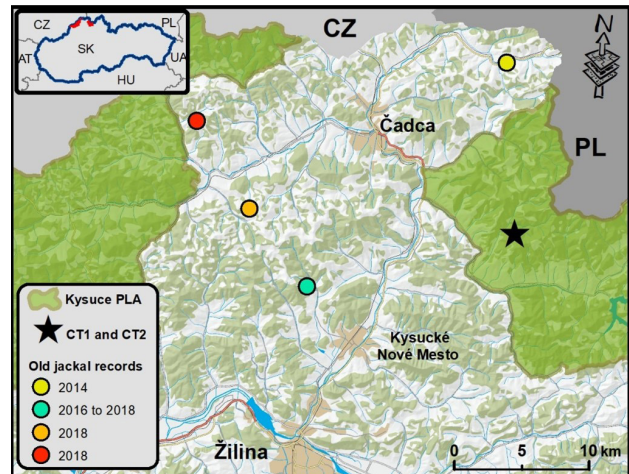 CZ
PL
SK
AT
UA
HU
CZ
N
Čadca
PL
Kysucké
Nové Mesto
Žilina
Kysuce PLA
CT1 and CT2
Old jackal records
2014
2016 to 2018
2018
2018
0 5 10 km